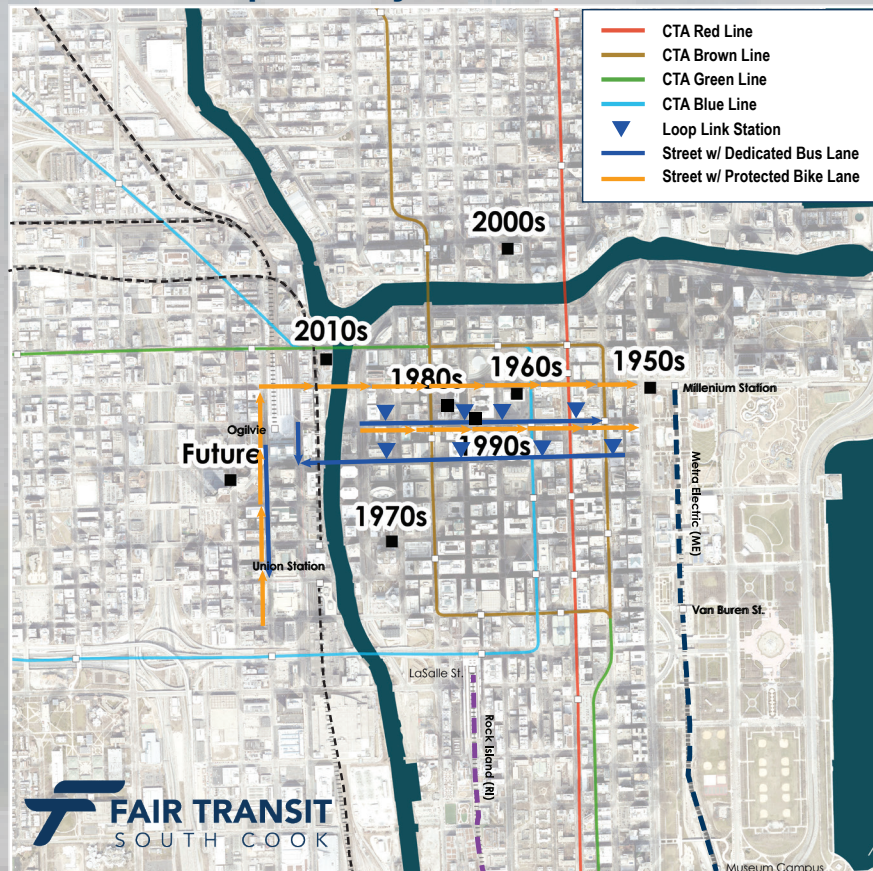 CTA Red Line
CTA Brown Line
CTA Green Line
CTA Blue Line
Loop Link Station
Street w/ Dedicated Bus Lane
Street w/ Protected Bike Lane
2000s
2010s
1980s
1960s
1950s
Millenium Station
Ogilvie
Future
1990s
Metra Electric (ME)
1970s
Union Station
Van Buren St.
LaSalle St.
Rock Island (RI)
FAIR TRANSIT
SOUTH COOK
Museum Campus